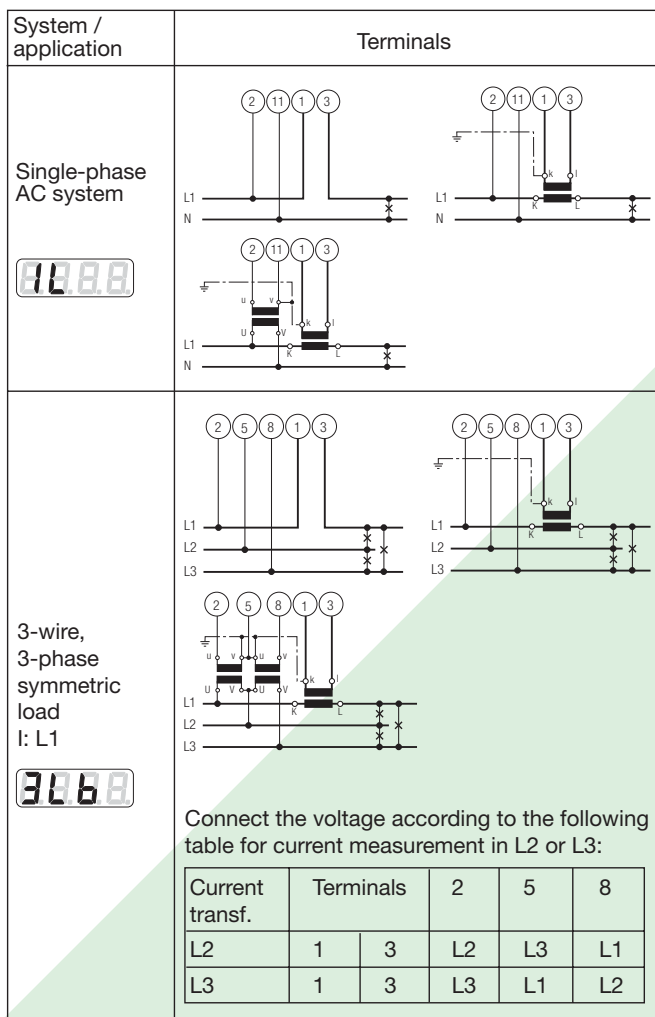 System / application
Terminals
Single-phase AC system
1L
2 11 1 3
L1
N
2 11 1 3
k l
L1
K L
N
2 11 1 3
u v
k l
U V
L1
K L
N
3-wire,
3-phase
symmetric
load
I: L1
3Lb
2 5 8 1 3
L1
L2
L3
2 5 8 1 3
k l
L1
K L
L2
L3
2 5 8 1 3
u v u v
k l
U V U V
L1
K L
L2
L3
Connect the voltage according to the following
table for current measurement in L2 or L3:
Current transf. Terminals 2 5 8
L2 1 3 L2 L3 L1
L3 1 3 L3 L1 L2